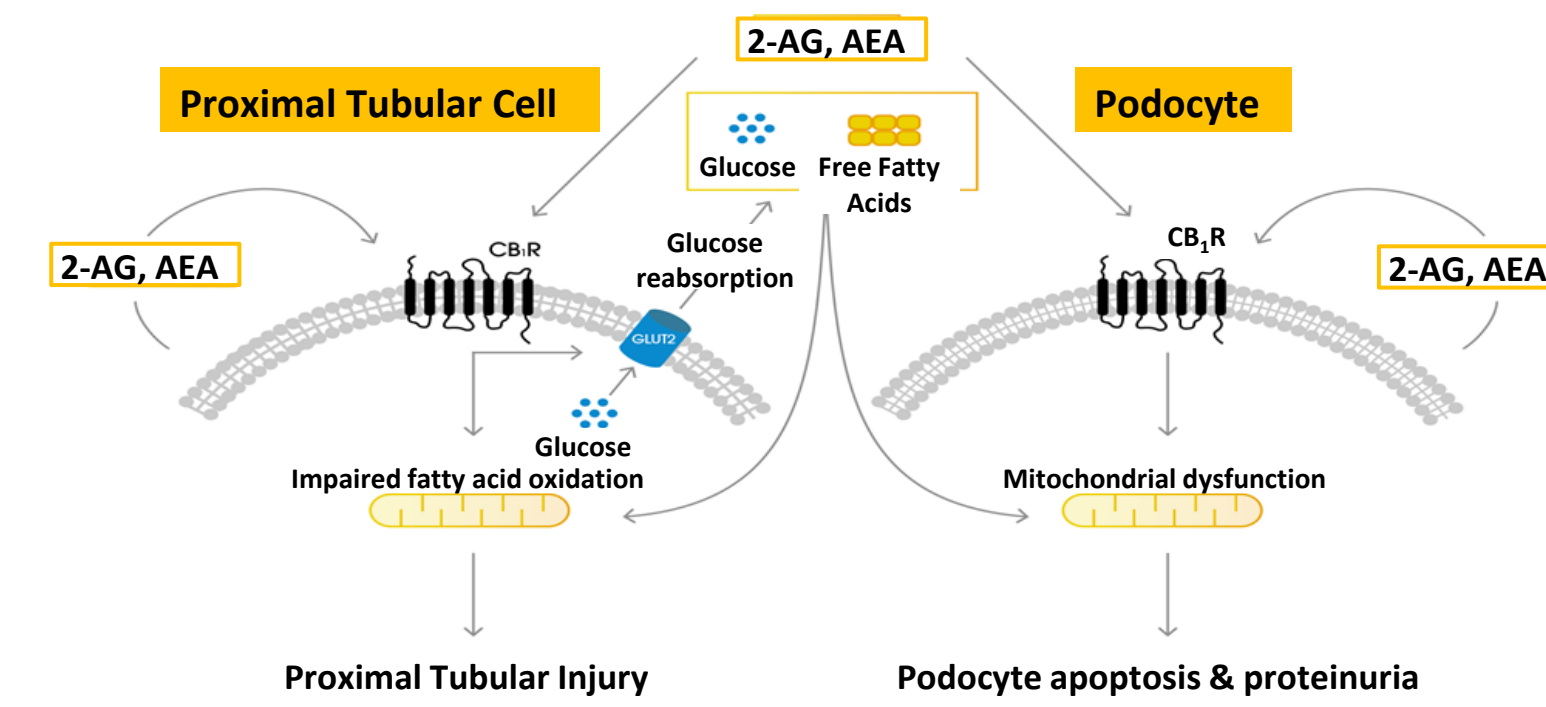 2-AG, AEA
Proximal Tubular Cell
Podocyte
Glucose
Free Fatty
Acids
2-AG, AEA
CB₁R
Glucose
reabsorption
GLUT2
Glucose
Impaired fatty acid oxidation
Proximal Tubular Injury
CB₁R
2-AG, AEA
Mitochondrial dysfunction
Podocyte apoptosis & proteinuria